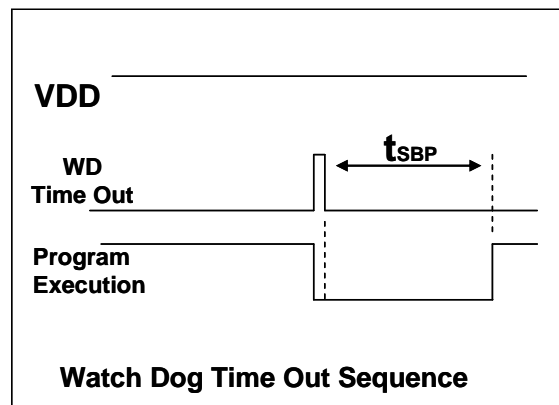 VDD
tSBP
WD
Time Out
Program
Execution
Watch Dog Time Out Sequence